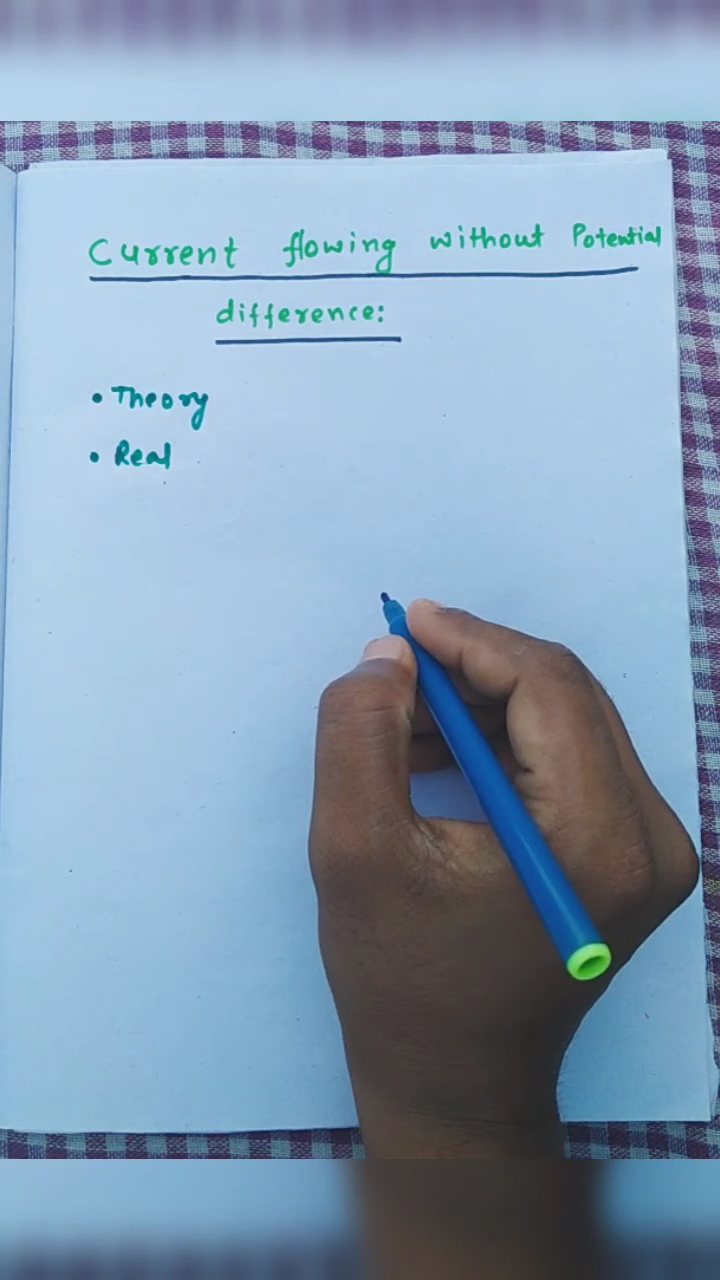 Current flowing without Potential
difference:
• Theory
• Real